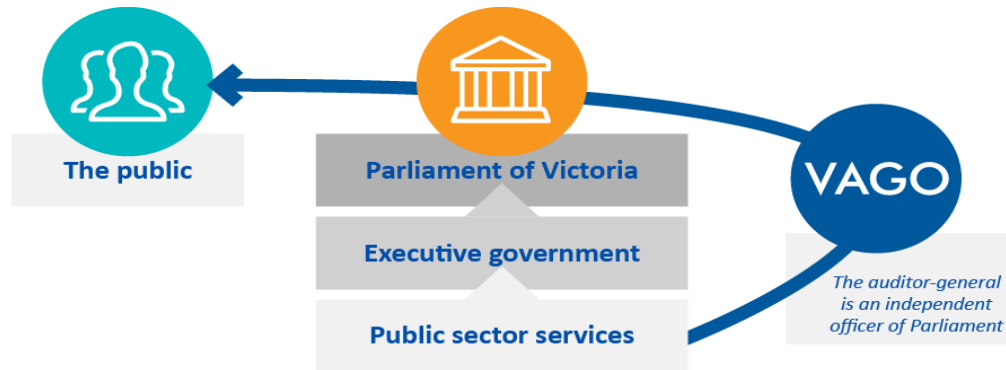 The public
Parliament of Victoria
Executive government
Public sector services
VAGO
The auditor-general
is an independent
officer of Parliament